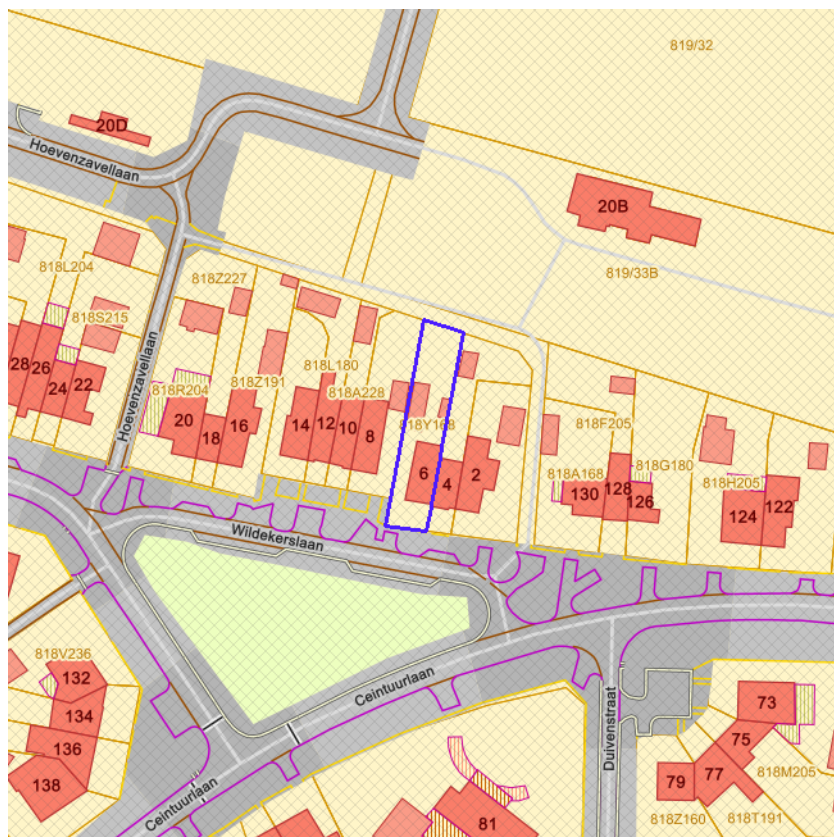 819/32
20D
Hoevenzavellaan
20B
818L204
819/33B
818Z227
818S215
28
26
24
22
Hoevenzavellaan
818R204
818Z191
818L180
818A228
20
18
16
14
12
10
8
818Y168
6
4
2
818F205
818A168
818G180
818H205
130
128
126
124
122
Wildekerslaan
818V236
132
134
136
138
Ceintuurlaan
Ceintuurlaan
Duivenstraat
73
75
77
79
818M205
818Z160
818T191
81